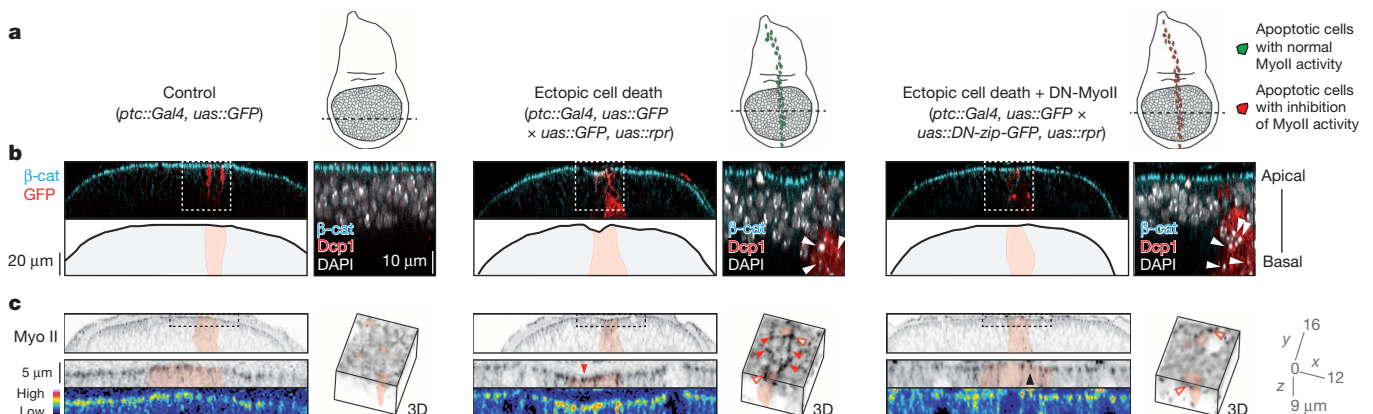 a
Control
(ptc::Gal4, uas::GFP)
Ectopic cell death
(ptc::Gal4, uas::GFP
× uas::GFP, uas::rpr)
Ectopic cell death + DN-MyoII
(ptc::Gal4, uas::GFP ×
uas::DN-zip-GFP, uas::rpr)
Apoptotic cells
with normal
MyoII activity
Apoptotic cells
with inhibition
of MyoII activity
b
β-cat
GFP
20 μm
β-cat
Dcp1
DAPI
10 μm
β-cat
Dcp1
DAPI
β-cat
Dcp1
DAPI
Apical
Basal
c
Myo II
5 μm
High
Low
3D
3D
3D
16
y
x
0
12
z
9 μm